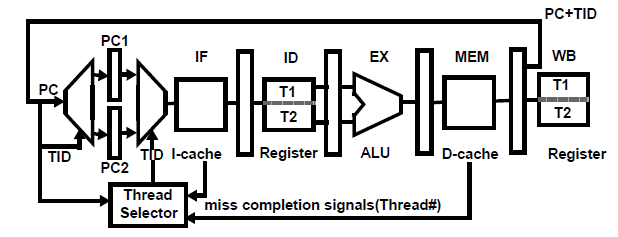 PC+TID
PC1
IF
ID
EX
MEM
WB
PC
T1
T2
T1
T2
TID
PC2
TID
I-cache
Register
ALU
D-cache
Register
Thread
Selector
miss completion signals(Thread#)